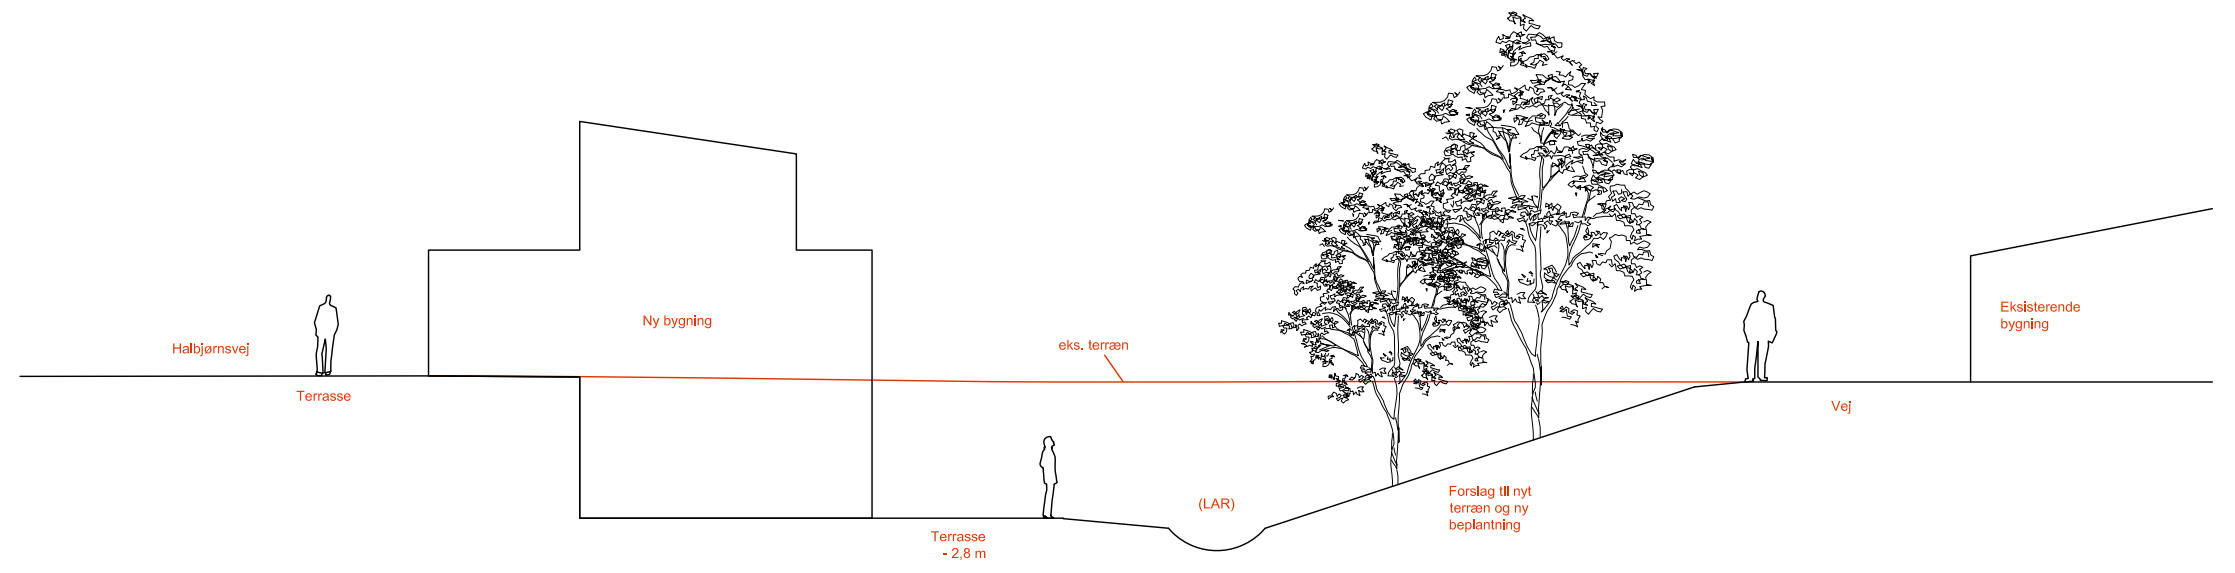 Halbjørnsvej
Terrasse
Ny bygning
eks. terræn
Terrasse
- 2,8 m
(LAR)
Forslag til nyt
terræn og ny
beplantning
Vej
Eksisterende
bygning